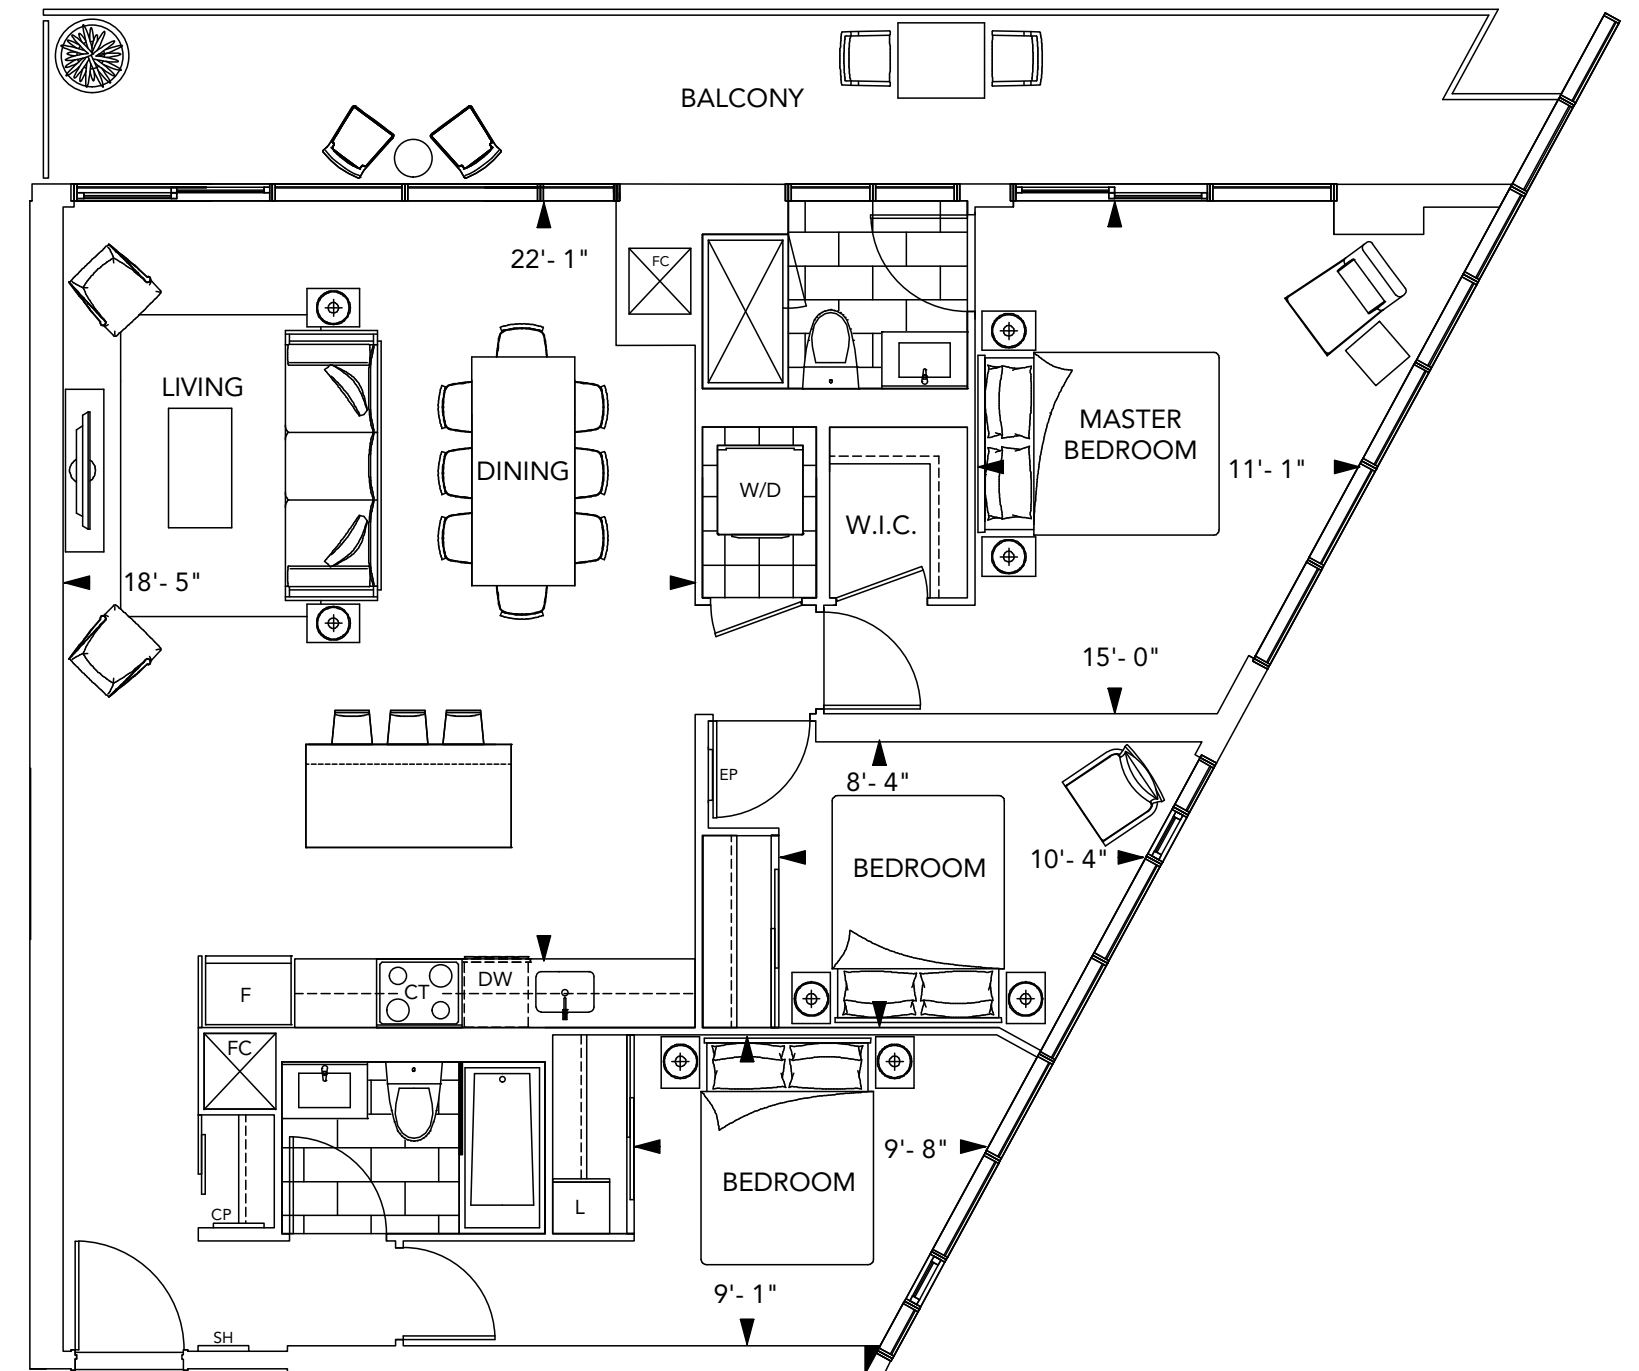 BALCONY
22'- 1"
FC
LIVING
DINING
MASTER
BEDROOM
11'- 1"
W/D
W.I.C.
18'- 5"
15'- 0"
EP
8'- 4"
BEDROOM
10'- 4"
F
CT
DW
FC
BEDROOM
9'- 8"
L
CP
9'- 1"
SH